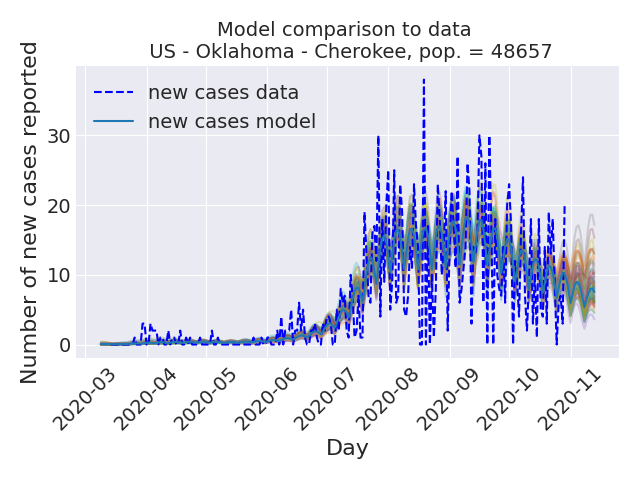 Model comparison to data
US - Oklahoma - Cherokee, pop. = 48657
Number of new cases reported
new cases data
new cases model
30
20
10
0
2020-03
2020-04
2020-05
2020-06
2020-07
2020-08
2020-09
2020-10
2020-11
Day